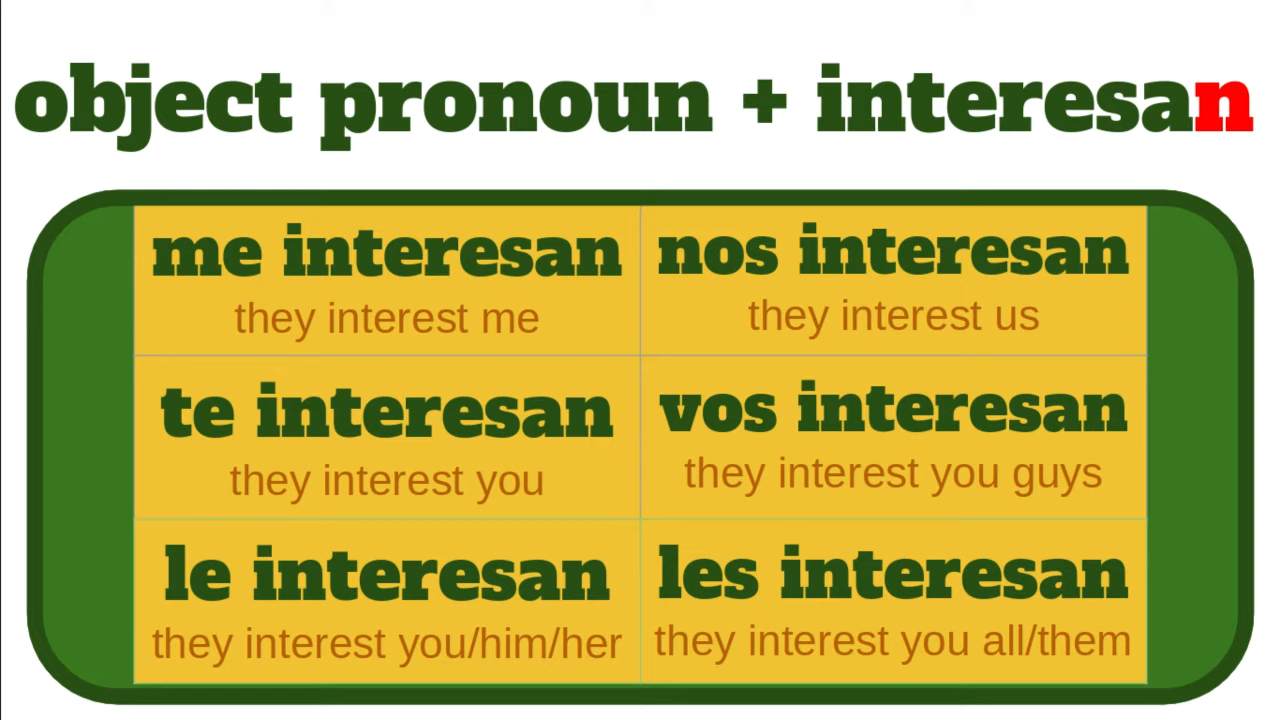 object pronoun + interesan
me interesan
they interest me
nos interesan
they interest us
te interesan
they interest you
vos interesan
they interest you guys
le interesan
they interest you/him/her
les interesan
they interest you all/them